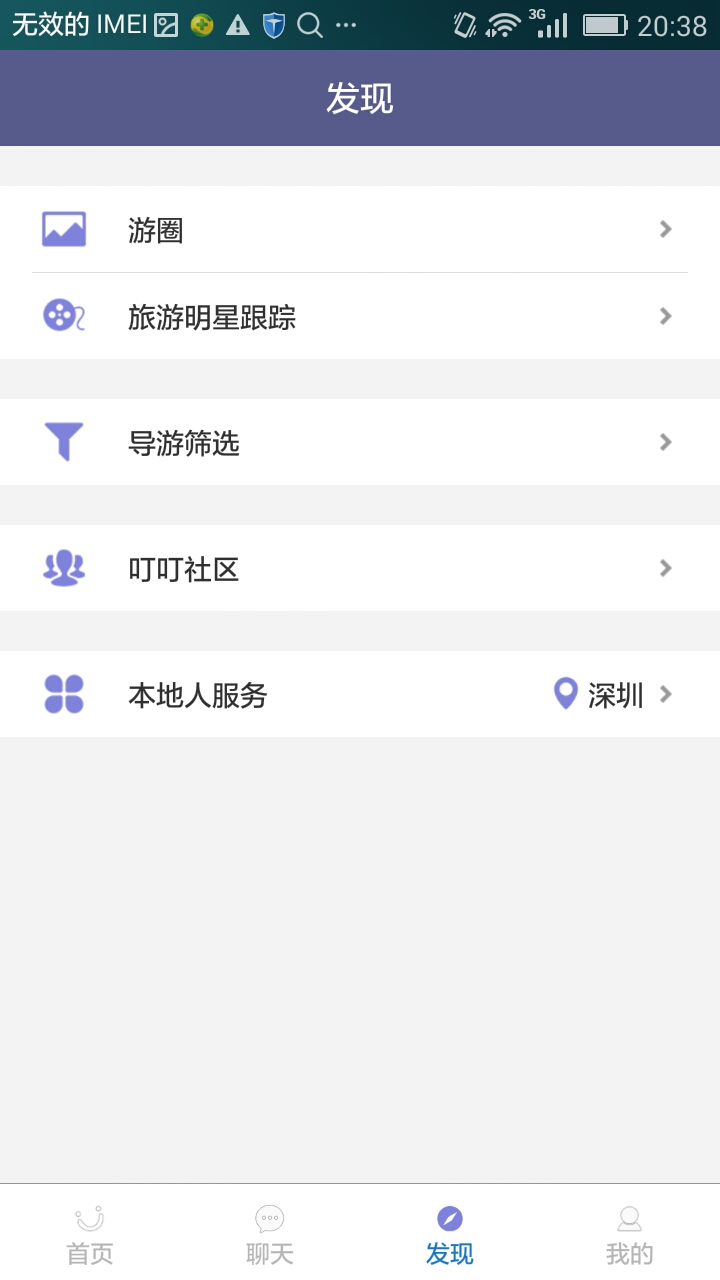 无效的 IMEI
3G
20:38
发现
游圈
旅游明星跟踪
导游筛选
叮叮社区
本地人服务 深圳
首页 聊天 发现 我的